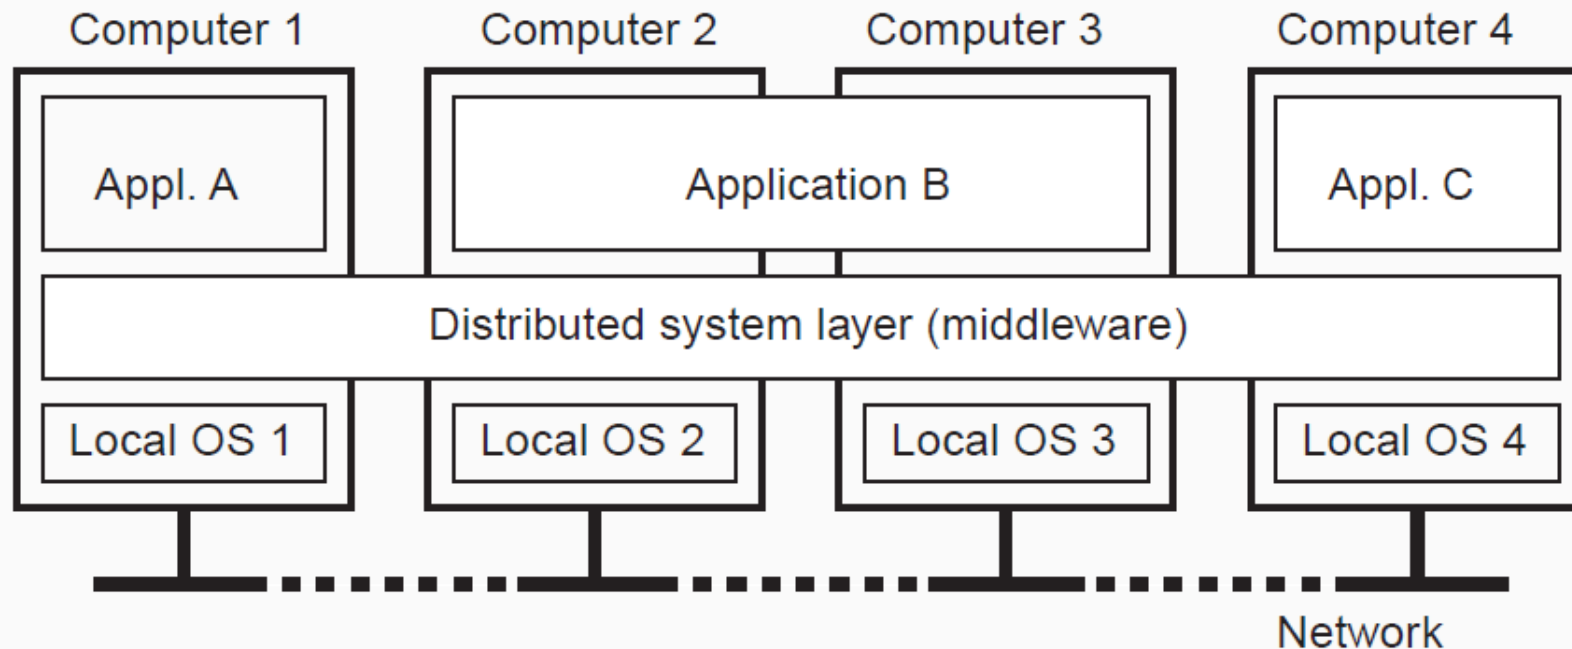 Computer 1 Computer 2 Computer 3 Computer 4
Appl. A Application B Appl. C
Distributed system layer (middleware)
Local OS 1 Local OS 2 Local OS 3 Local OS 4
Network